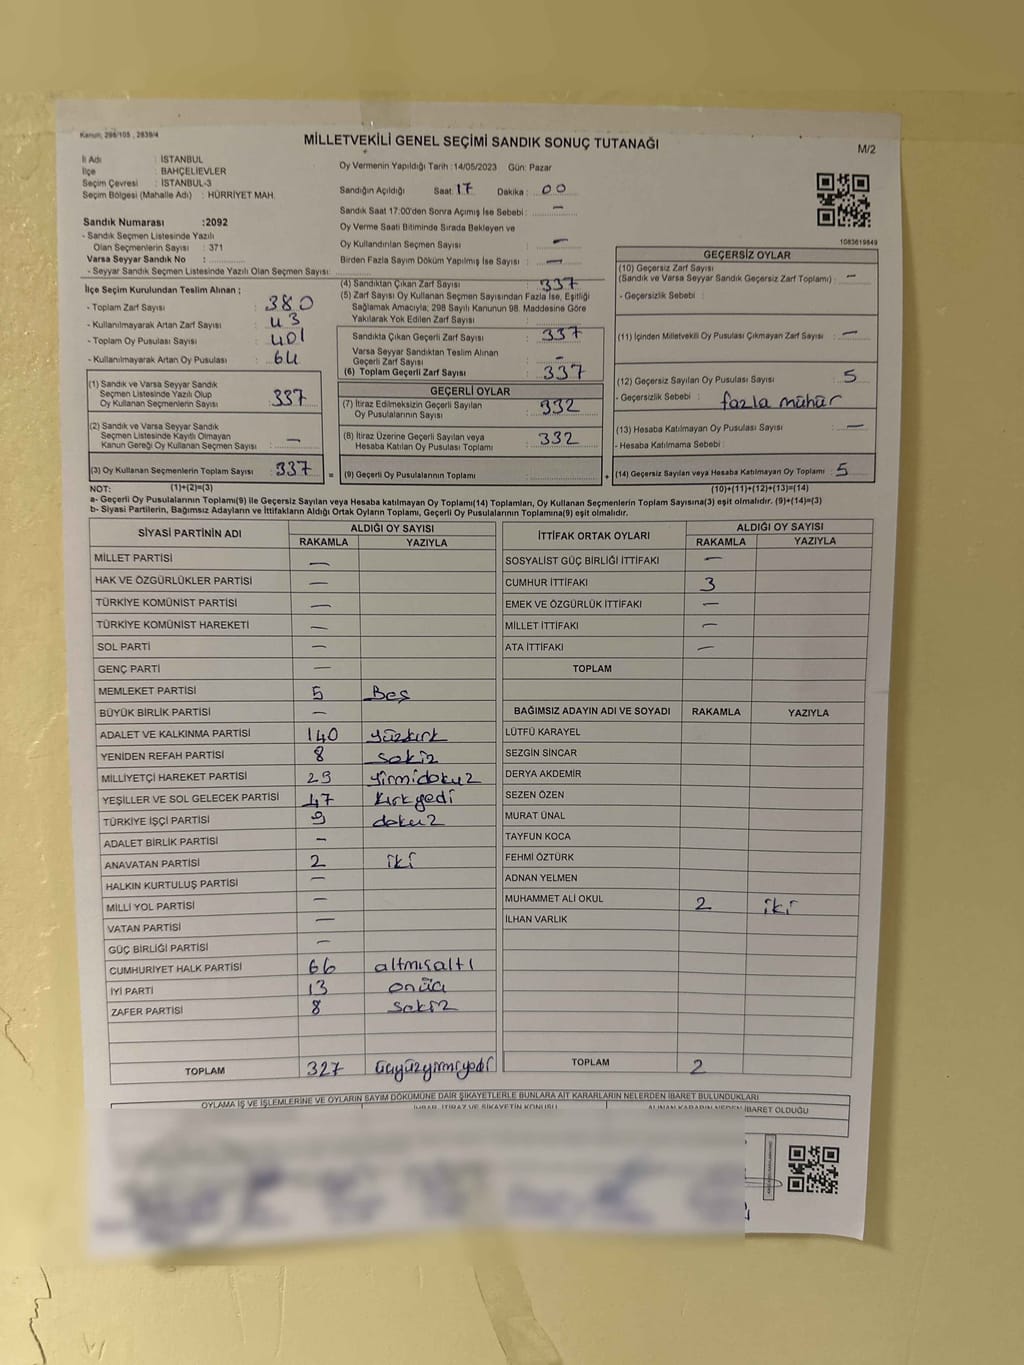 Kanun, 298/105 , 2839/4
MİLLETVEKİLİ GENEL SEÇİMİ SANDIK SONUÇ TUTANAĞI
M/2
İl Adı : İSTANBUL
İlçe : BAHÇELİEVLER
Seçim Çevresi : İSTANBUL-3
Seçim Bölgesi (Mahalle Adı) : HÜRRİYET MAH.
Sandık Numarası :2092
- Sandık Seçmen Listesinde Yazılı
Olan Seçmenlerin Sayısı : 371
Varsa Seyyar Sandık No :
- Seyyar Sandık Seçmen Listesinde Yazılı Olan Seçmen Sayısı:
Oy Vermenin Yapıldığı Tarih :14/05/2023 Gün: Pazar
Sandığın Açıldığı Saat 17 Dakika : 00
Sandık Saat 17:00'den Sonra Açımış İse Sebebi : —
Oy Verme Saati Bitiminde Sırada Bekleyen ve
Oy Kullandırılan Seçmen Sayısı : —
Birden Fazla Sayım Döküm Yapılmış İse Sayısı : —
1083619849
İlçe Seçim Kurulundan Teslim Alınan ;
- Toplam Zarf Sayısı : 380
- Kullanılmayarak Artan Zarf Sayısı : 43
- Toplam Oy Pusulası Sayısı : 401
- Kullanılmayarak Artan Oy Pusulası : 64
(1) Sandık ve Varsa Seyyar Sandık
Seçmen Listesinde Yazılı Olup
Oy Kullanan Seçmenlerin Sayısı : 337
(2) Sandık ve Varsa Seyyar Sandık
Seçmen Listesinde Kayıtlı Olmayan
Kanun Gereği Oy Kullanan Seçmen Sayısı : —
(3) Oy Kullanan Seçmenlerin Toplam Sayısı : 337
(4) Sandıktan Çıkan Zarf Sayısı : 337
(5) Zarf Sayısı Oy Kullanan Seçmen Sayısından Fazla İse, Eşitliği
Sağlamak Amacıyla; 298 Sayılı Kanunun 98. Maddesine Göre
Yakılarak Yok Edilen Zarf Sayısı :
Sandıkta Çıkan Geçerli Zarf Sayısı : 337
Varsa Seyyar Sandıktan Teslim Alınan
Geçerli Zarf Sayısı : —
(6) Toplam Geçerli Zarf Sayısı : 337
GEÇERLİ OYLAR
(7) İtiraz Edilmeksizin Geçerli Sayılan
Oy Pusulalarının Sayısı : 332
(8) İtiraz Üzerine Geçerli Sayılan veya
Hesaba Katılan Oy Pusulası Sayısı : 332
= (9) Geçerli Oy Pusulalarının Toplamı :
GEÇERSİZ OYLAR
(10) Geçersiz Zarf Sayısı
(Sandık ve Varsa Seyyar Sandık Geçersiz Zarf Toplamı) : —
- Geçersizlik Sebebi :
(11) İçinden Milletvekili Oy Pusulası Çıkmayan Zarf Sayısı : —
(12) Geçersiz Sayılan Oy Pusulası Sayısı : 5
- Geçersizlik Sebebi : fazla mühür
(13) Hesaba Katılmayan Oy Pusulası Sayısı : —
- Hesaba Katılmama Sebebi :
+ (14) Geçersiz Sayılan veya Hesaba Katılmayan Oy Toplamı : 5
NOT: (1)+(2)=(3) (10)+(11)+(12)+(13)=(14)
a- Geçerli Oy Pusulalarının Toplamı(9) ile Geçersiz Sayılan veya Hesaba katılmayan Oy Toplamı(14) Toplamları, Oy Kullanan Seçmenlerin Toplam Sayısına(3) eşit olmalıdır. (9)+(14)=(3)
b- Siyasi Partilerin, Bağımsız Adayların ve İttifakların Aldığı Ortak Oyların Toplamı, Geçerli Oy Pusulalarının Toplamına(9) eşit olmalıdır.
SİYASİ PARTİNİN ADI ALDIĞI OY SAYISI
RAKAMLA YAZIYLA
MİLLET PARTİSİ —
HAK VE ÖZGÜRLÜKLER PARTİSİ —
TÜRKİYE KOMÜNİST PARTİSİ —
TÜRKİYE KOMÜNİST HAREKETİ —
SOL PARTİ —
GENÇ PARTİ —
MEMLEKET PARTİSİ 5 Beş
BÜYÜK BİRLİK PARTİSİ —
ADALET VE KALKINMA PARTİSİ 140 yüzkırk
YENİDEN REFAH PARTİSİ 8 sekiz
MİLLİYETÇİ HAREKET PARTİSİ 29 yirmidokuz
YEŞİLLER VE SOL GELECEK PARTİSİ 47 kırkyedi
TÜRKİYE İŞÇİ PARTİSİ 9 dokuz
ADALET BİRLİK PARTİSİ —
ANAVATAN PARTİSİ 2 iki
HALKIN KURTULUŞ PARTİSİ —
MİLLİ YOL PARTİSİ —
VATAN PARTİSİ —
GÜÇ BİRLİĞİ PARTİSİ —
CUMHURİYET HALK PARTİSİ 66 altmışaltı
İYİ PARTİ 13 onüç
ZAFER PARTİSİ 8 sekiz
TOPLAM 327 üçyüzyirmiyedi
İTTİFAK ORTAK OYLARI ALDIĞI OY SAYISI
RAKAMLA YAZIYLA
SOSYALİST GÜÇ BİRLİĞİ İTTİFAKI —
CUMHUR İTTİFAKI 3
EMEK VE ÖZGÜRLÜK İTTİFAKI —
MİLLET İTTİFAKI —
ATA İTTİFAKI —
TOPLAM
BAĞIMSIZ ADAYIN ADI VE SOYADI RAKAMLA YAZIYLA
LÜTFÜ KARAYEL
SEZGİN SİNCAR
DERYA AKDEMİR
SEZEN ÖZEN
MURAT ÜNAL
TAYFUN KOCA
FEHMİ ÖZTÜRK
ADNAN YELMEN
MUHAMMET ALİ OKUL 2 iki
İLHAN VARLIK
TOPLAM 2
OYLAMA İŞ VE İŞLEMLERİNE VE OYLARIN SAYIM DÖKÜMÜNE DAİR ŞİKAYETLERLE BUNLARA AİT KARARLARIN NELERDEN İBARET BULUNDUKLARI
İHBAR, İTİRAZ VE ŞİKAYETİN KONUSU ALINAN KARARIN NEDEN İBARET OLDUĞU